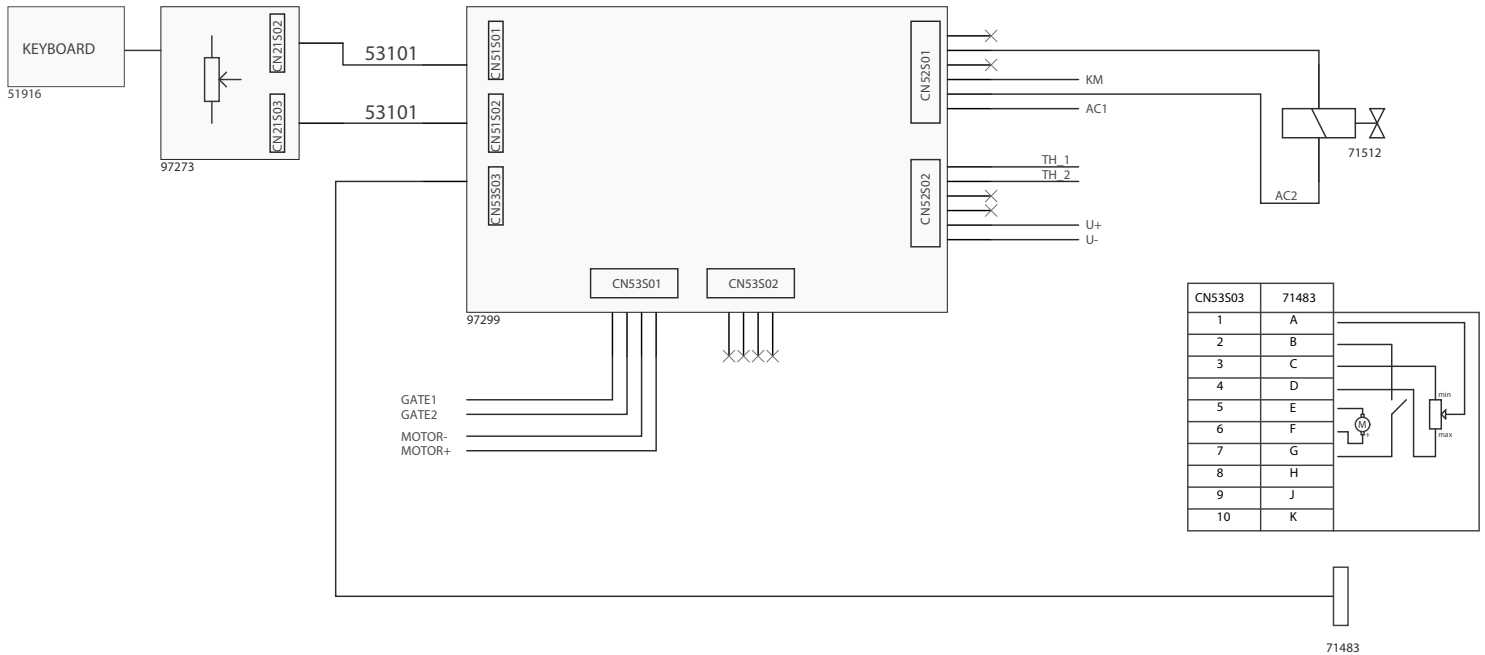 KEYBOARD
51916
CN21S02
CN21S03
97273
53101
53101
CN51S01
CN51S02
CN53S03
CN53S01
CN53S02
97299
CN52S01
CN52S02
KM
AC1
TH_1
TH_2
U+
U-
71512
AC2
GATE1
GATE2
MOTOR-
MOTOR+
CN53S03 71483
1 A
2 B
3 C
4 D
5 E
6 F
7 G
8 H
9 J
10 K
min
M
+
max
71483